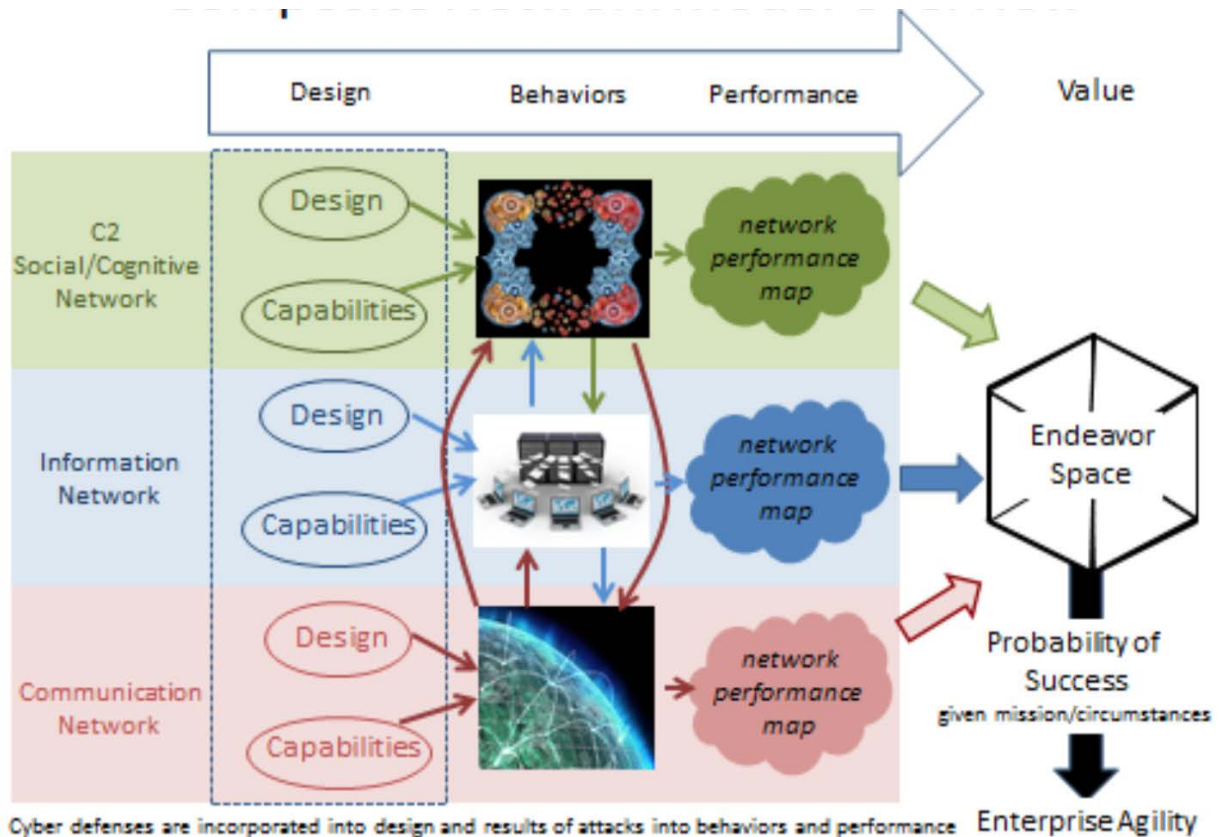 Design
Behaviors
Performance
Value
C2
Social/Cognitive
Network
Design
Capabilities
network
performance
map
Information
Network
Design
Capabilities
network
performance
map
Endeavor
Space
Communication
Network
Design
Capabilities
network
performance
map
Probability of
Success
given mission/circumstances
Enterprise Agility
Cyber defenses are incorporated into design and results of attacks into behaviors and performance